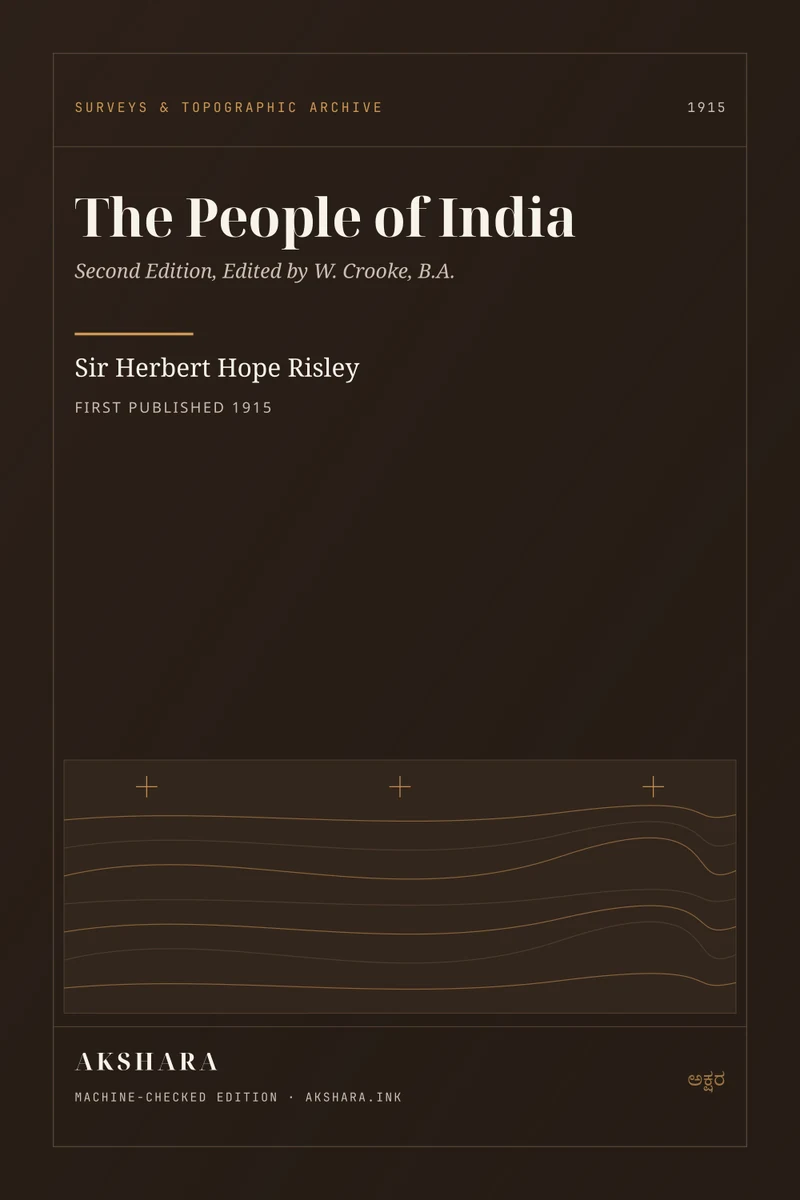 SURVEYS & TOPOGRAPHIC ARCHIVE 1915
The People of India
Second Edition, Edited by W. Crooke, B.A.
Sir Herbert Hope Risley
FIRST PUBLISHED 1915
AKSHARA
MACHINE-CHECKED EDITION · AKSHARA.INK
ಅಕ್ಷರ